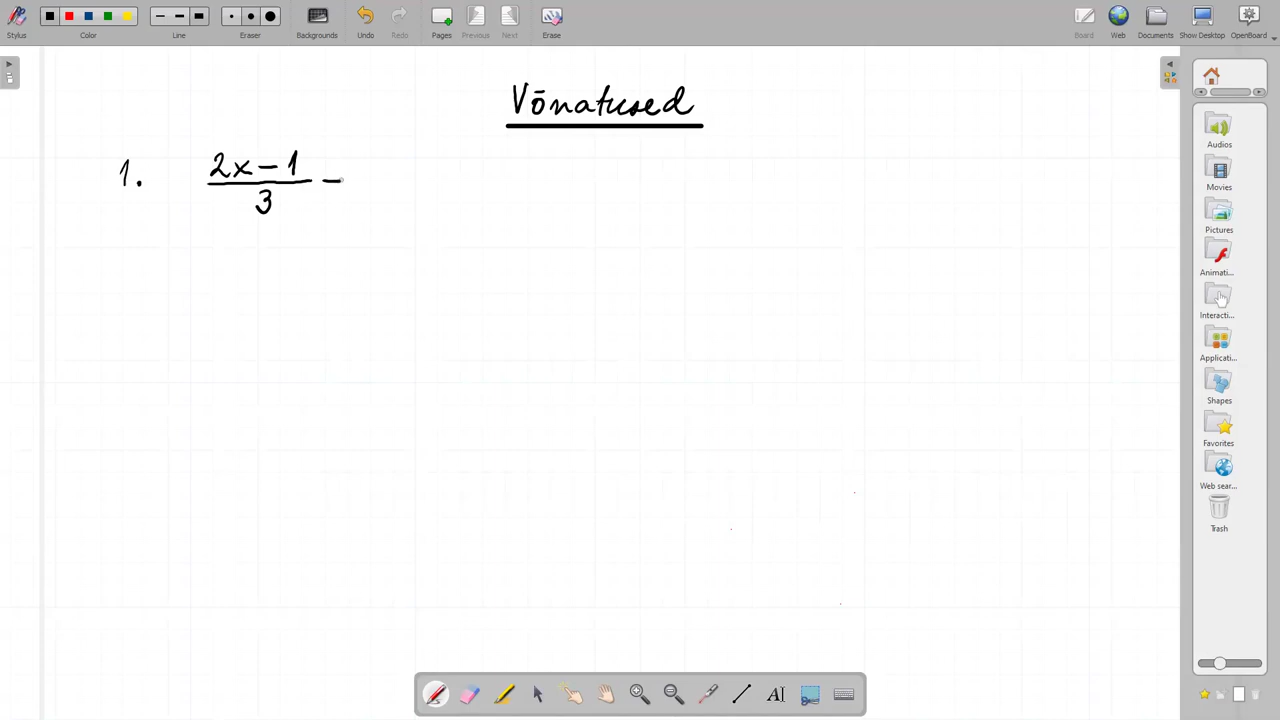 Stylus
Color
Line
Eraser
Backgrounds
Undo
Redo
Pages
Previous
Next
Erase
Board
Web
Documents
Show Desktop
OpenBoard
Võnatused
1. (2x − 1)/3 −
Audios
Movies
Pictures
Animati...
Interacti...
Applicati...
Shapes
Favorites
Web sear...
Trash
AI